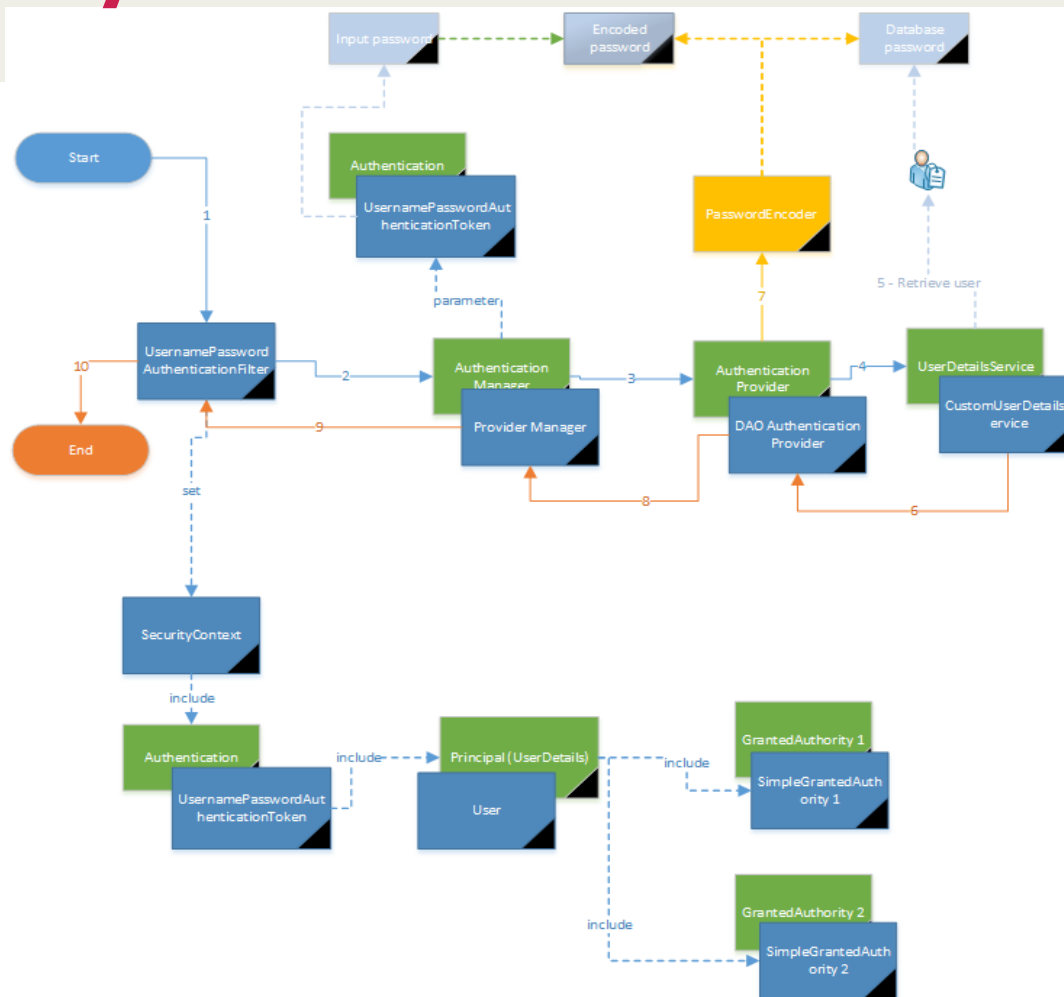 Input password
Encoded
password
Database
password
Start
Authentication
UsernamePasswordAut
henticationToken
PasswordEncoder
1
5 - Retrieve user
parameter
7
UsernamePassword
AuthenticationFilter
10
2
Authentication
Manager
3
Authentication
Provider
4
UserDetailsService
CustomUserDetails
ervice
Provider Manager
DAO Authentication
Provider
9
End
set
8
6
SecurityContext
include
Authentication
UsernamePasswordAut
henticationToken
include
Principal (UserDetails)
User
include
GrantedAuthority 1
SimpleGrantedAuth
ority 1
include
GrantedAuthority 2
SimpleGrantedAuth
ority 2